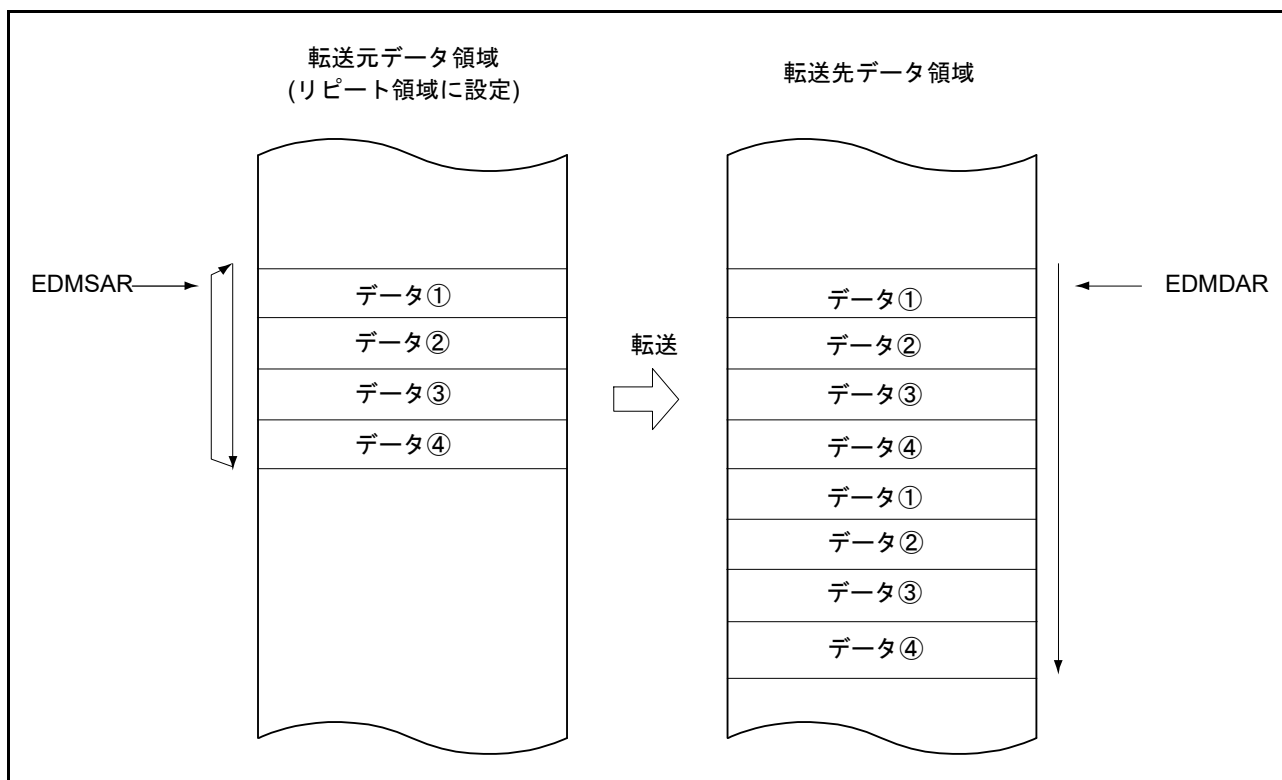 転送元データ領域
(リピート領域に設定)
転送先データ領域
EDMSAR
データ①
データ②
データ③
データ④
転送
データ①
データ②
データ③
データ④
データ①
データ②
データ③
データ④
EDMDAR